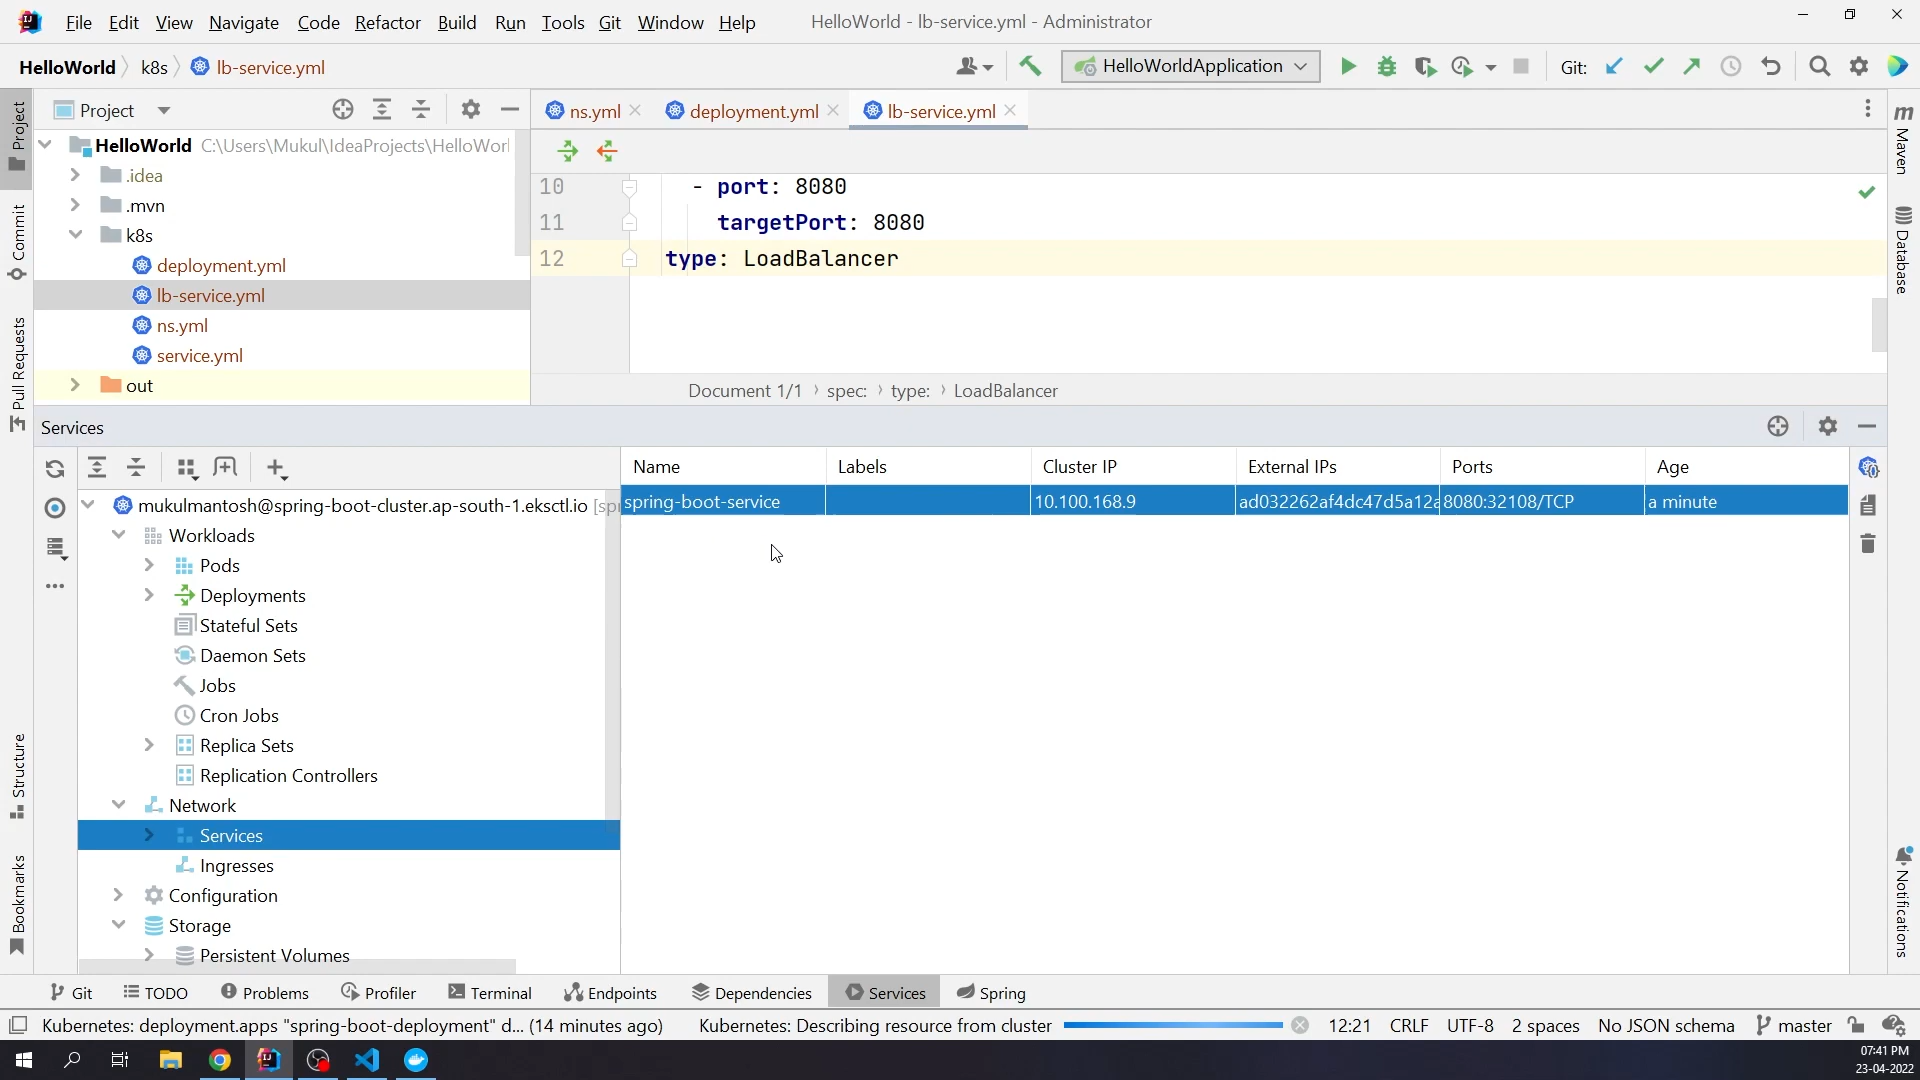 File Edit View Navigate Code Refactor Build Run Tools Git Window Help HelloWorld - lb-service.yml - Administrator
HelloWorld k8s lb-service.yml HelloWorldApplication Git:
Project
ns.yml deployment.yml lb-service.yml
HelloWorld C:\Users\Mukul\IdeaProjects\HelloWorl
.idea
.mvn
k8s
deployment.yml
lb-service.yml
ns.yml
service.yml
out
10 - port: 8080
11 targetPort: 8080
12 type: LoadBalancer
Document 1/1 › spec: › type: › LoadBalancer
Services
Name Labels Cluster IP External IPs Ports Age
spring-boot-service 10.100.168.9 ad032262af4dc47d5a12a 8080:32108/TCP a minute
mukulmantosh@spring-boot-cluster.ap-south-1.eksctl.io [spr
Workloads
Pods
Deployments
Stateful Sets
Daemon Sets
Jobs
Cron Jobs
Replica Sets
Replication Controllers
Network
Services
Ingresses
Configuration
Storage
Persistent Volumes
Project
Commit
Pull Requests
Structure
Bookmarks
Maven
Database
Notifications
Git TODO Problems Profiler Terminal Endpoints Dependencies Services Spring
Kubernetes: deployment.apps "spring-boot-deployment" d... (14 minutes ago) Kubernetes: Describing resource from cluster 12:21 CRLF UTF-8 2 spaces No JSON schema master
07:41 PM
23-04-2022